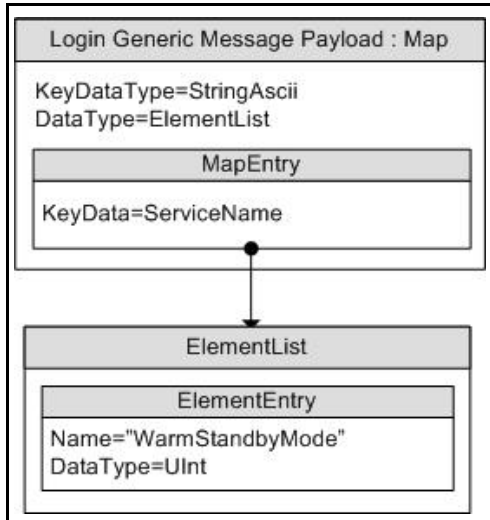 Login Generic Message Payload : Map
KeyDataType=StringAscii
DataType=ElementList
MapEntry
KeyData=ServiceName
ElementList
ElementEntry
Name="WarmStandbyMode”
DataType=UInt